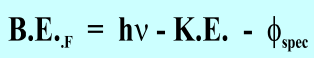 B.E..F = hν - K.E. - ϕspec